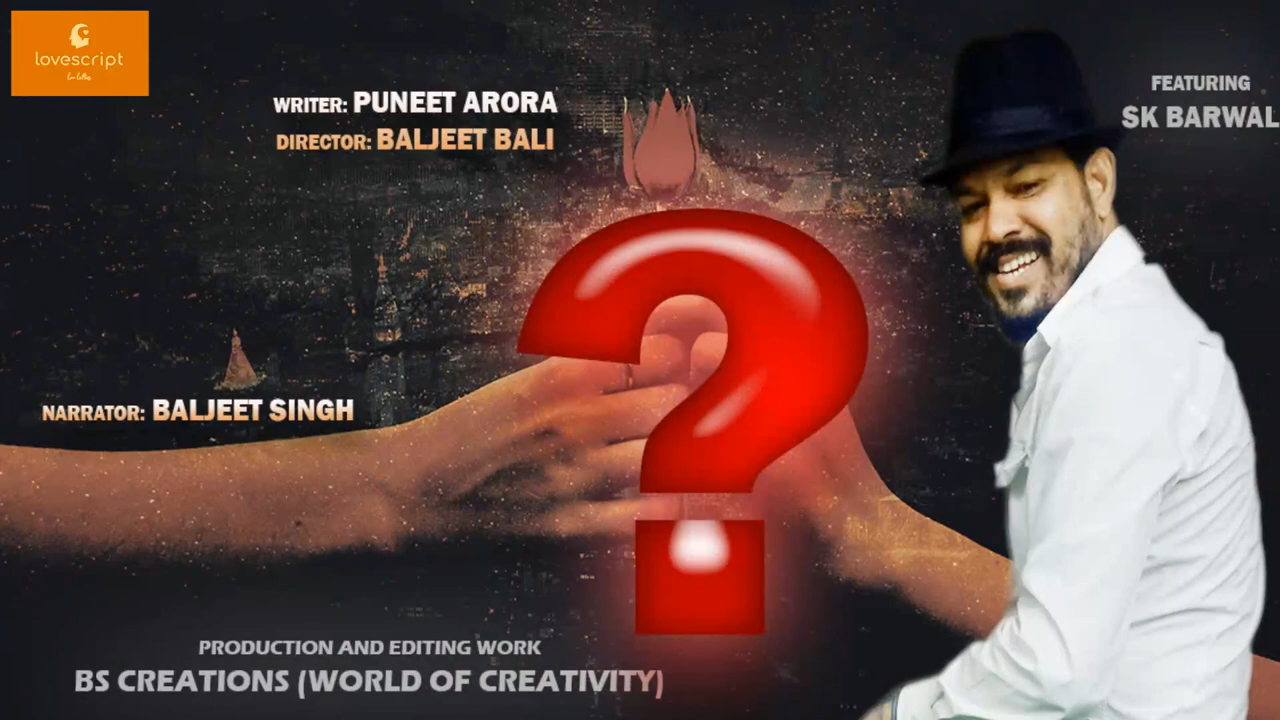 lovescript
WRITER: PUNEET ARORA
DIRECTOR: BALJEET BALI
FEATURING
SK BARWAL
NARRATOR: BALJEET SINGH
?
PRODUCTION AND EDITING WORK
BS CREATIONS (WORLD OF CREATIVITY)